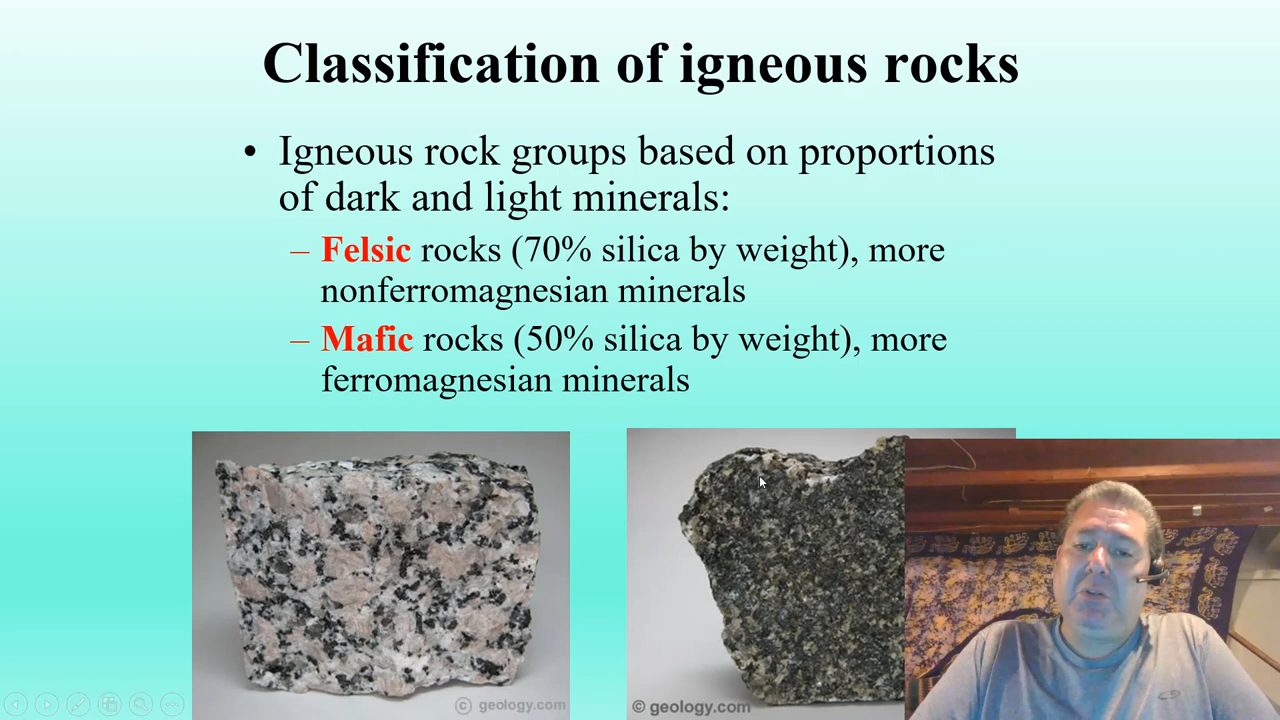 Classification of igneous rocks
• Igneous rock groups based on proportions
of dark and light minerals:
– Felsic rocks (70% silica by weight), more
nonferromagnesian minerals
– Mafic rocks (50% silica by weight), more
ferromagnesian minerals
© geology.com
© geology.com